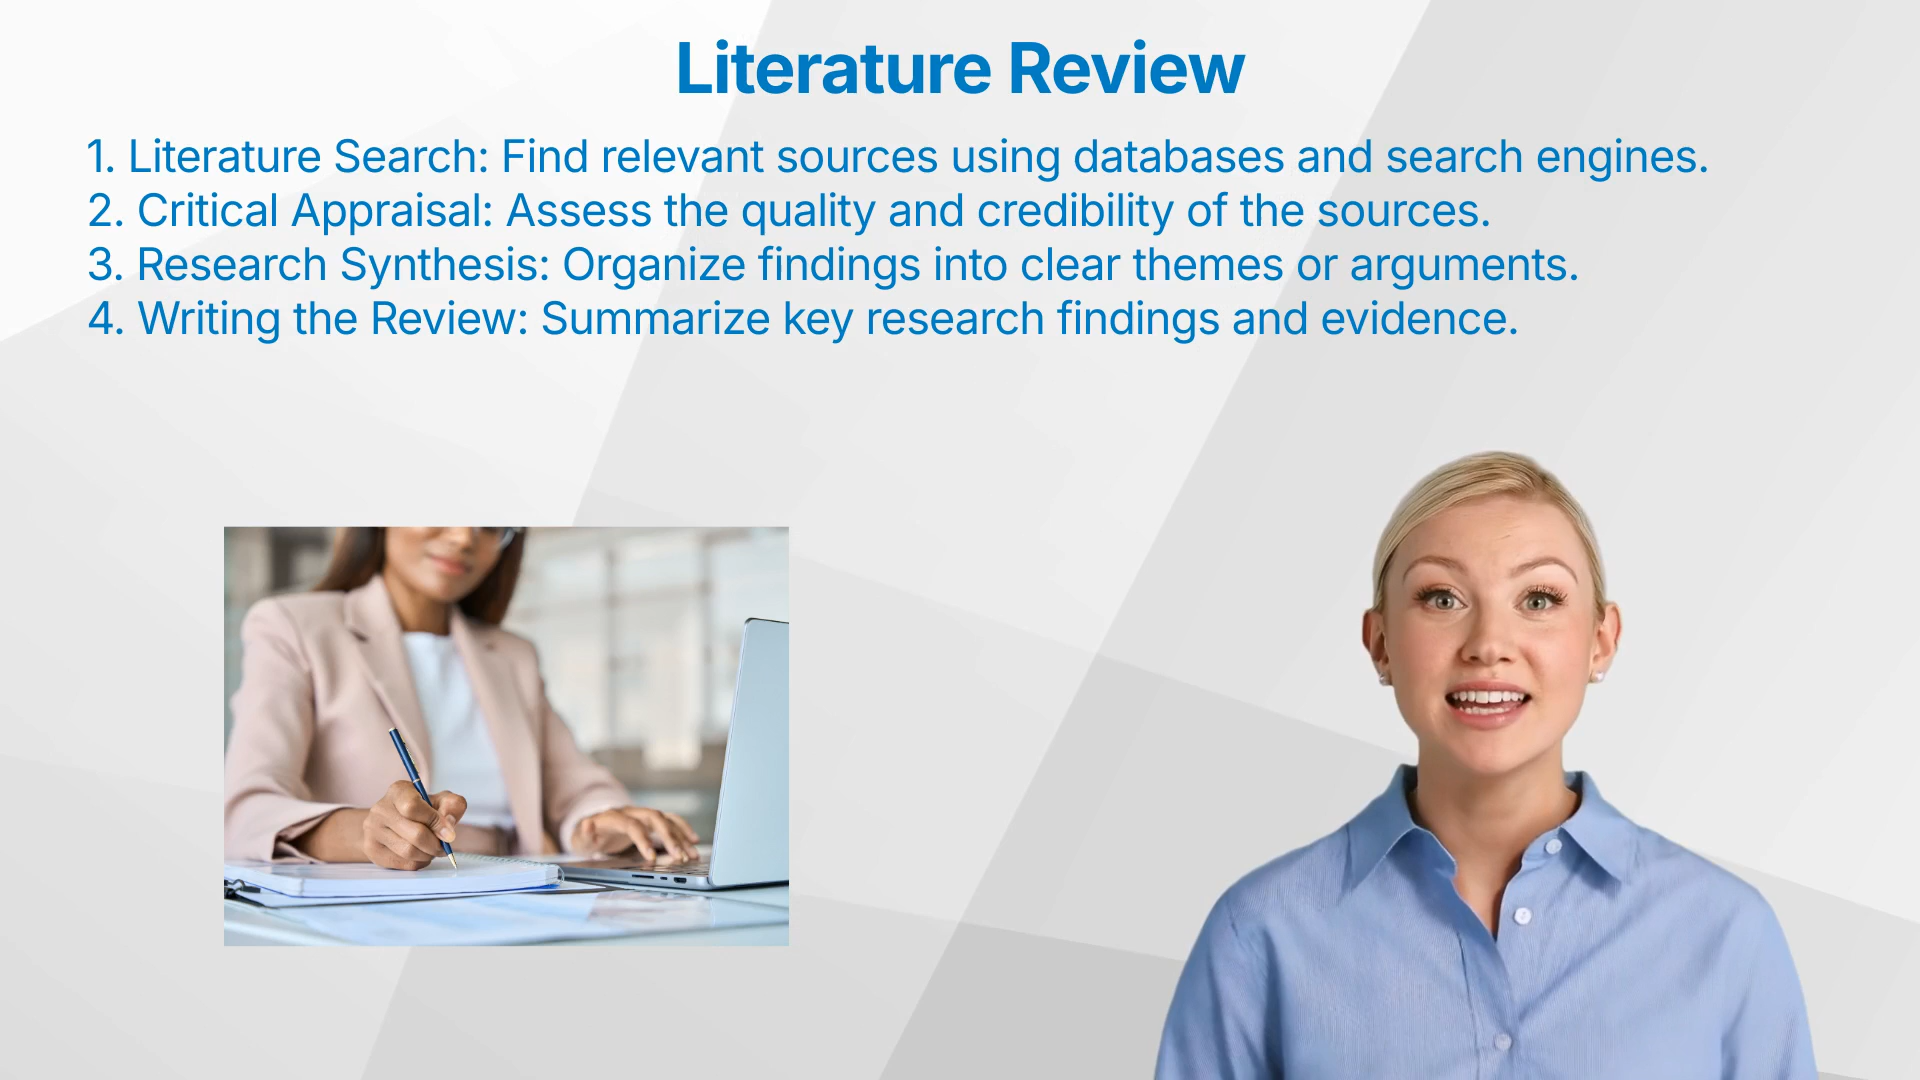 Literature Review
1. Literature Search: Find relevant sources using databases and search engines.
2. Critical Appraisal: Assess the quality and credibility of the sources.
3. Research Synthesis: Organize findings into clear themes or arguments.
4. Writing the Review: Summarize key research findings and evidence.